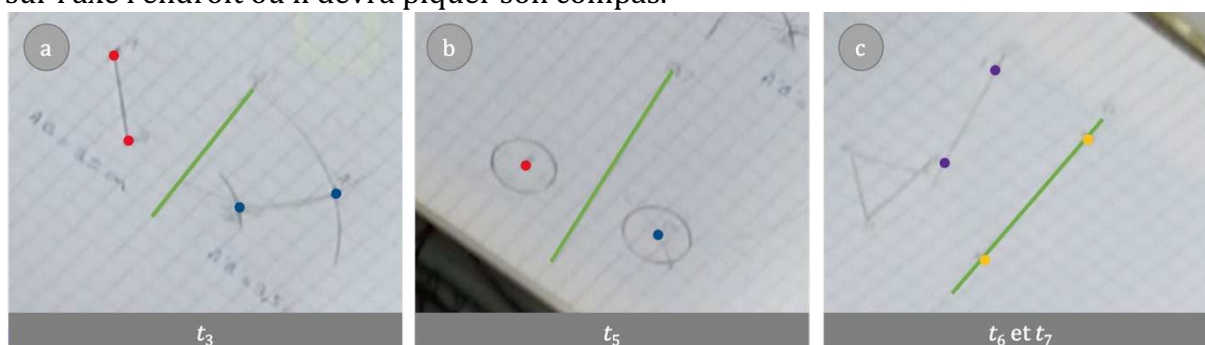 sur l'axe l'endroit où il devra piquer son compas.
a
b
c
t₃
t₅
t₆ et t₇